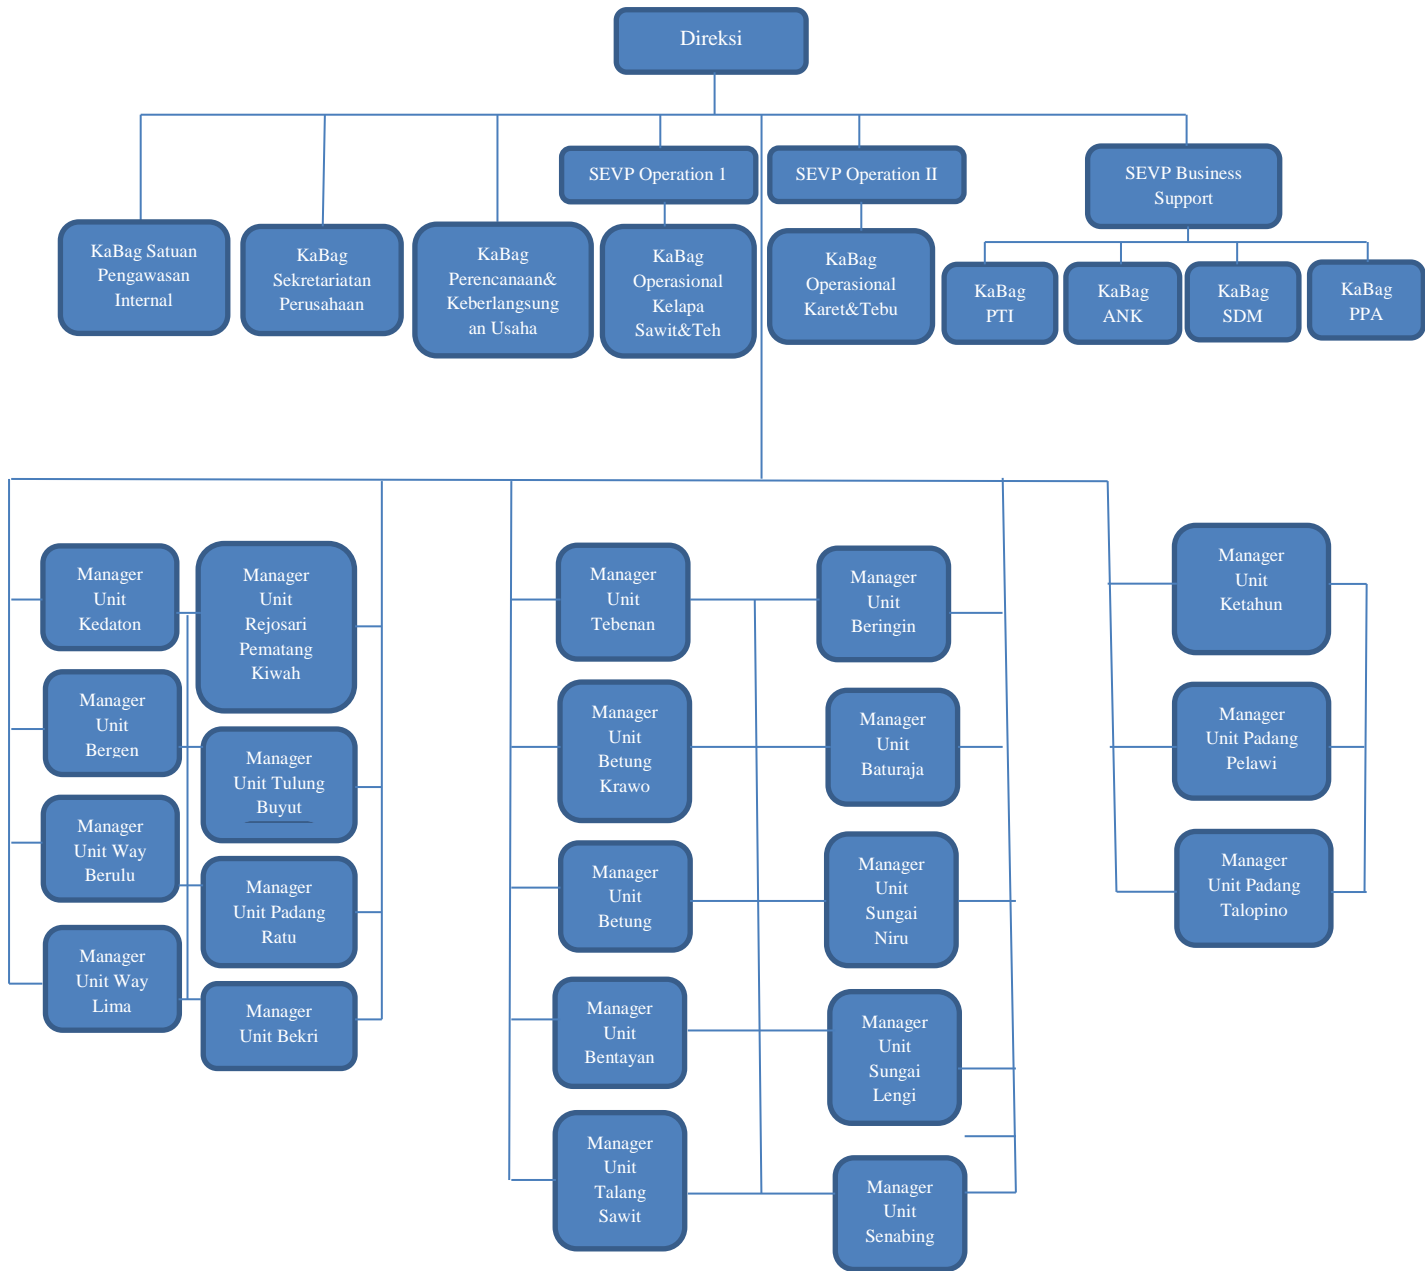 Direksi
SEVP Operation 1
SEVP Operation II
SEVP Business
Support
KaBag Satuan
Pengawasan
Internal
KaBag
Sekretariatan
Perusahaan
KaBag
Perencanaan&
Keberlangsung
an Usaha
KaBag
Operasional
Kelapa
Sawit&Teh
KaBag
Operasional
Karet&Tebu
KaBag
PTI
KaBag
ANK
KaBag
SDM
KaBag
PPA
Manager
Unit
Kedaton
Manager
Unit
Rejosari
Pematang
Kiwah
Manager
Unit
Bergen
Manager
Unit Tulung
Buyut
Manager
Unit Way
Berulu
Manager
Unit Padang
Ratu
Manager
Unit Way
Lima
Manager
Unit Bekri
Manager
Unit
Tebenan
Manager
Unit
Beringin
Manager
Unit
Betung
Krawo
Manager
Unit
Baturaja
Manager
Unit
Betung
Manager
Unit
Sungai
Niru
Manager
Unit
Bentayan
Manager
Unit
Sungai
Lengi
Manager
Unit
Talang
Sawit
Manager
Unit
Senabing
Manager
Unit
Ketahun
Manager
Unit Padang
Pelawi
Manager
Unit Padang
Talopino